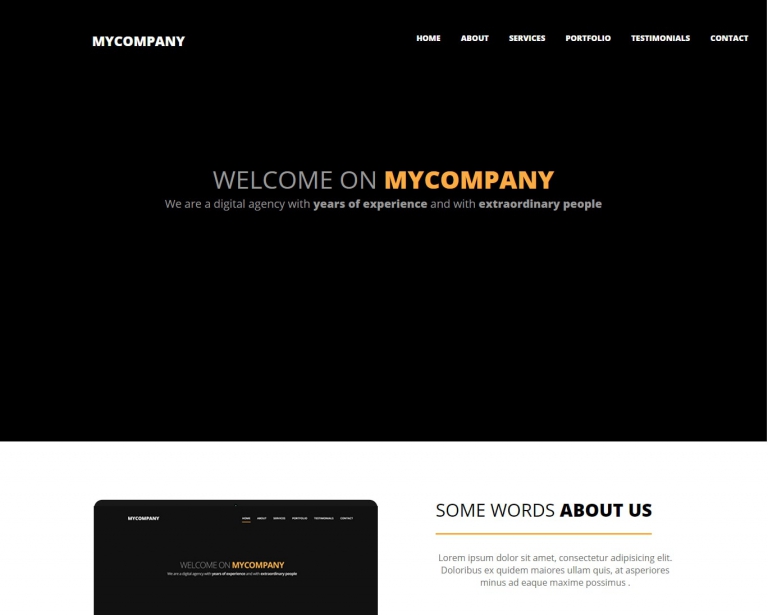 MYCOMPANY
HOME ABOUT SERVICES PORTFOLIO TESTIMONIALS CONTACT
WELCOME ON MYCOMPANY
We are a digital agency with years of experience and with extraordinary people
MYCOMPANY
HOME ABOUT SERVICES PORTFOLIO TESTIMONIALS CONTACT
WELCOME ON MYCOMPANY
We are a digital agency with years of experience and with extraordinary people
SOME WORDS ABOUT US
Lorem ipsum dolor sit amet, consectetur adipisicing elit.
Doloribus ex quidem maiores ullam quis, at asperiores
minus ad eaque maxime possimus .